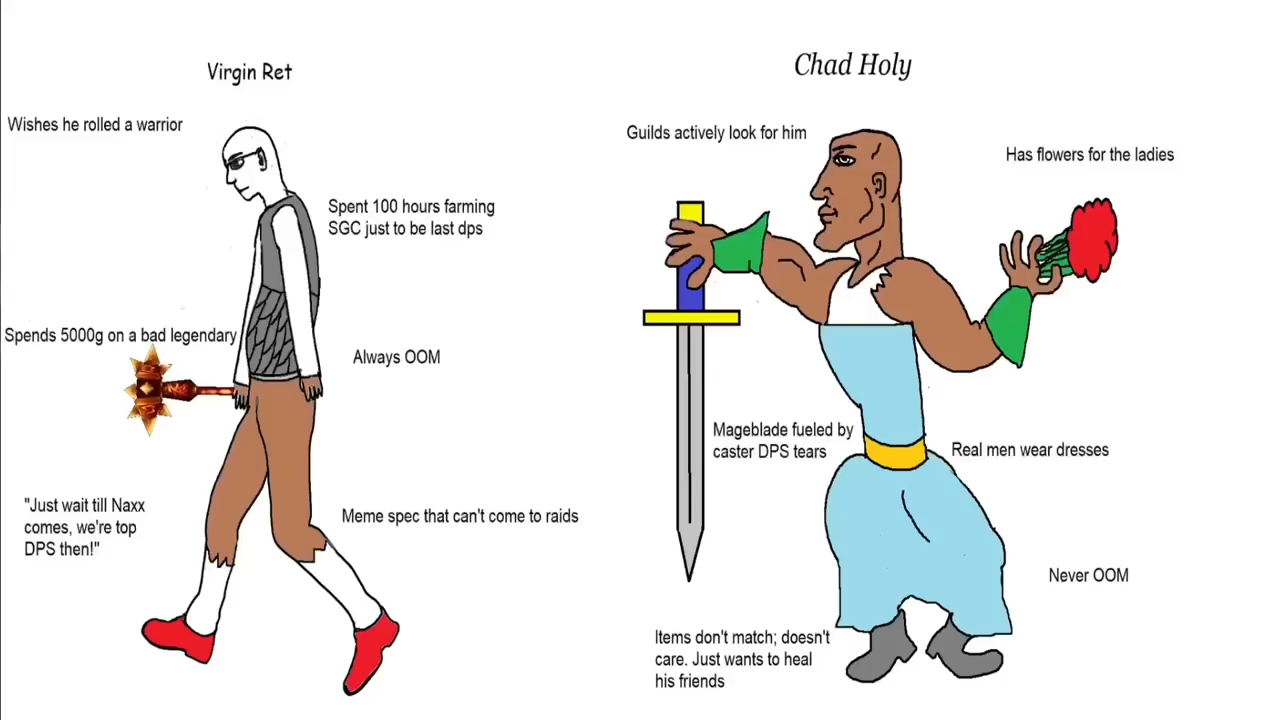 Virgin Ret
Wishes he rolled a warrior
Spent 100 hours farming
SGC just to be last dps
Spends 5000g on a bad legendary
Always OOM
"Just wait till Naxx
comes, we're top
DPS then!"
Meme spec that can't come to raids
Chad Holy
Guilds actively look for him
Has flowers for the ladies
Mageblade fueled by
caster DPS tears
Real men wear dresses
Never OOM
Items don't match; doesn't
care. Just wants to heal
his friends